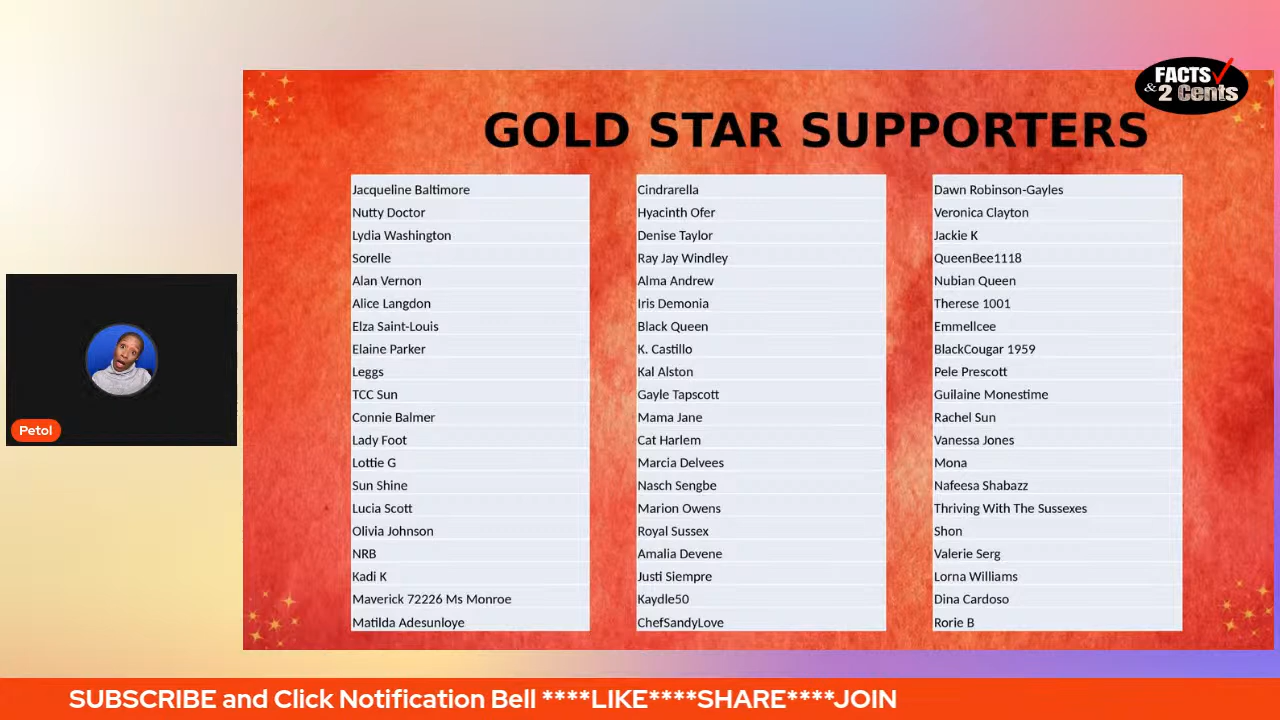 FACTS
& 2 Cents
GOLD STAR SUPPORTERS
Jacqueline Baltimore
Nutty Doctor
Lydia Washington
Sorelle
Alan Vernon
Alice Langdon
Elza Saint-Louis
Elaine Parker
Leggs
TCC Sun
Connie Balmer
Lady Foot
Lottie G
Sun Shine
Lucia Scott
Olivia Johnson
NRB
Kadi K
Maverick 72226 Ms Monroe
Matilda Adesunloye
Cindrarella
Hyacinth Ofer
Denise Taylor
Ray Jay Windley
Alma Andrew
Iris Demonia
Black Queen
K. Castillo
Kal Alston
Gayle Tapscott
Mama Jane
Cat Harlem
Marcia Delvees
Nasch Sengbe
Marion Owens
Royal Sussex
Amalia Devene
Justi Siempre
Kaydle50
ChefSandyLove
Dawn Robinson-Gayles
Veronica Clayton
Jackie K
QueenBee1118
Nubian Queen
Therese 1001
Emmellcee
BlackCougar 1959
Pele Prescott
Guilaine Monestime
Rachel Sun
Vanessa Jones
Mona
Nafeesa Shabazz
Thriving With The Sussexes
Shon
Valerie Serg
Lorna Williams
Dina Cardoso
Rorie B
Petol
SUBSCRIBE and Click Notification Bell ****LIKE****SHARE****JOIN